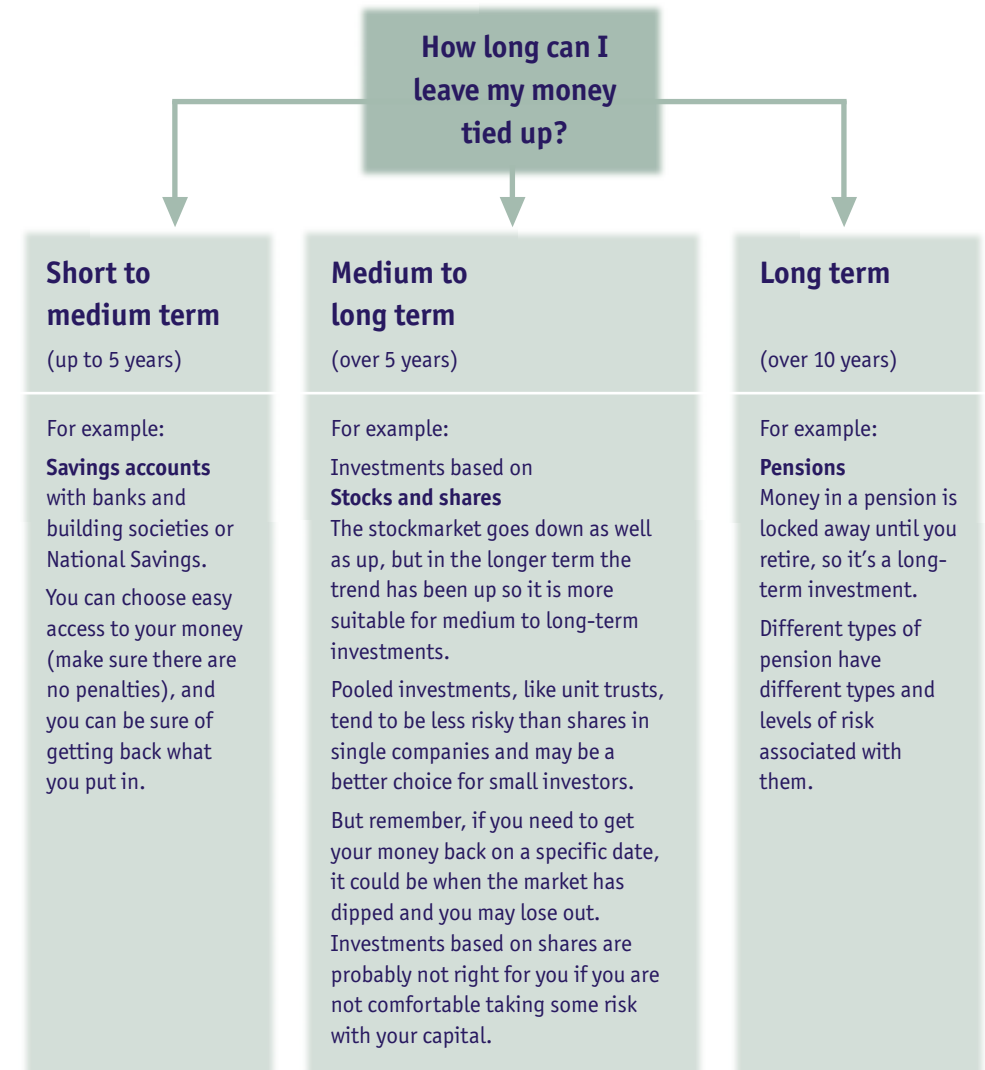 How long can I
leave my money
tied up?
Short to
medium term
(up to 5 years)
For example:
Savings accounts
with banks and
building societies or
National Savings.
You can choose easy
access to your money
(make sure there are
no penalties), and
you can be sure of
getting back what
you put in.
Medium to
long term
(over 5 years)
For example:
Investments based on
Stocks and shares
The stockmarket goes down as well
as up, but in the longer term the
trend has been up so it is more
suitable for medium to long-term
investments.
Pooled investments, like unit trusts,
tend to be less risky than shares in
single companies and may be a
better choice for small investors.
But remember, if you need to get
your money back on a specific date,
it could be when the market has
dipped and you may lose out.
Investments based on shares are
probably not right for you if you are
not comfortable taking some risk
with your capital.
Long term
(over 10 years)
For example:
Pensions
Money in a pension is
locked away until you
retire, so it's a long-
term investment.
Different types of
pension have
different types and
levels of risk
associated with
them.